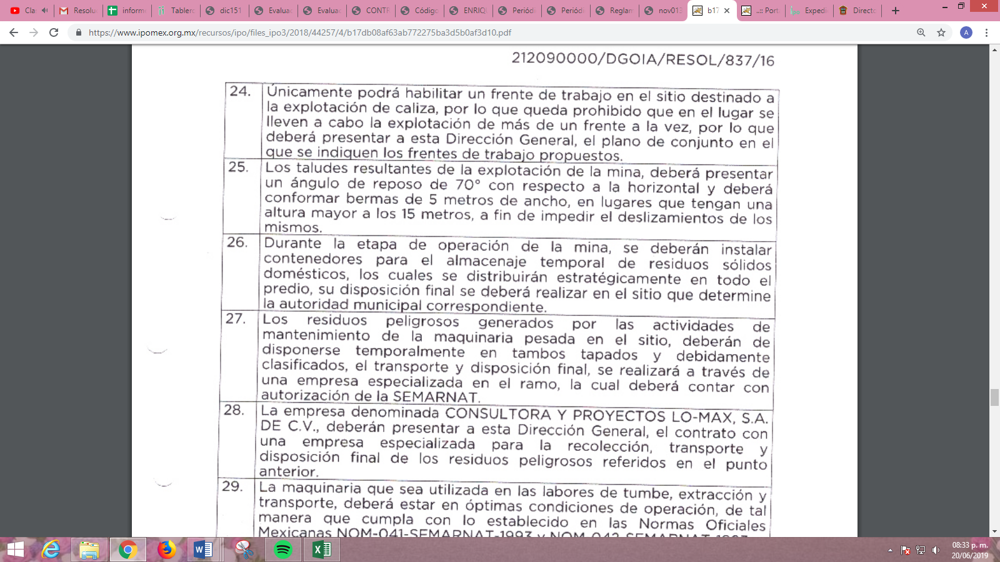 Cla
Resolu
inform
Tablero
dic151
Evaluac
Evaluac
CONTR
Código
ENRIQU
Periód
Periódi
Reglam
nov013
b17
..:: Port
Expedi
Directo
https://www.ipomex.org.mx/recursos/ipo/files_ipo3/2018/44257/4/b17db08af63ab772275ba3d5b0af3d10.pdf
A
212090000/DGOIA/RESOL/837/16
24. Únicamente podrá habilitar un frente de trabajo en el sitio destinado a
la explotación de caliza, por lo que queda prohibido que en el lugar se
lleven a cabo la explotación de más de un frente a la vez, por lo que
deberá presentar a esta Dirección General, el plano de conjunto en el
que se indiquen los frentes de trabajo propuestos.
25. Los taludes resultantes de la explotación de la mina, deberá presentar
un ángulo de reposo de 70° con respecto a la horizontal y deberá
conformar bermas de 5 metros de ancho, en lugares que tengan una
altura mayor a los 15 metros, a fin de impedir el deslizamientos de los
mismos.
26. Durante la etapa de operación de la mina, se deberán instalar
contenedores para el almacenaje temporal de residuos sólidos
domésticos, los cuales se distribuirán estratégicamente en todo el
predio, su disposición final se deberá realizar en el sitio que determine
la autoridad municipal correspondiente.
27. Los residuos peligrosos generados por las actividades de
mantenimiento de la maquinaria pesada en el sitio, deberán de
disponerse temporalmente en tambos tapados y debidamente
clasificados, el transporte y disposición final, se realizará a través de
una empresa especializada en el ramo, la cual deberá contar con
autorización de la SEMARNAT.
28. La empresa denominada CONSULTORA Y PROYECTOS LO-MAX, S.A.
DE C.V., deberán presentar a esta Dirección General, el contrato con
una empresa especializada para la recolección, transporte y
disposición final de los residuos peligrosos referidos en el punto
anterior.
29. La maquinaria que sea utilizada en las labores de tumbe, extracción y
transporte, deberá estar en óptimas condiciones de operación, de tal
manera que cumpla con lo establecido en las Normas Oficiales
Mexicanas NOM-041-SEMARNAT-1993 y NOM-042-SEMARNAT-1993
08:33 p. m.
20/06/2019